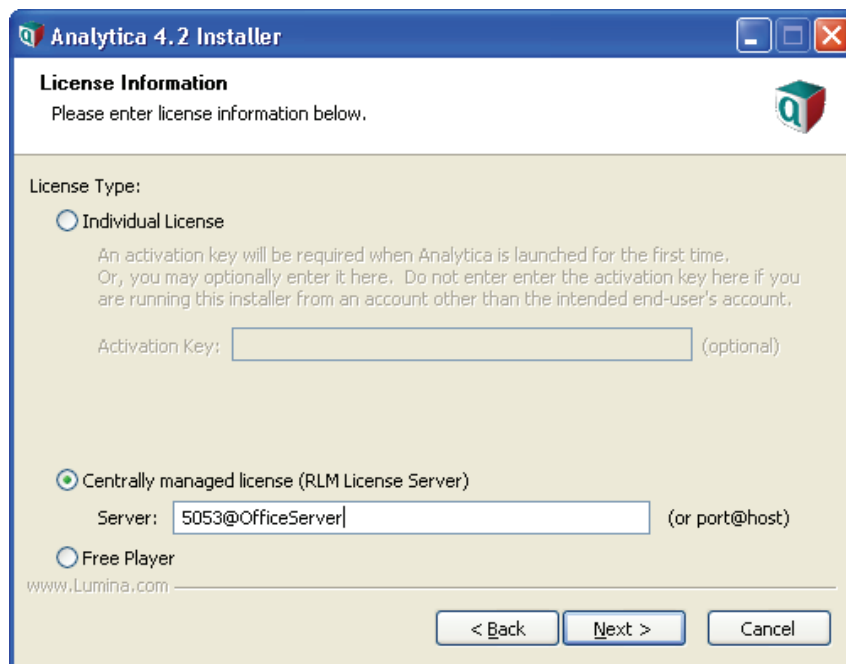 Analytica 4.2 Installer
License Information
Please enter license information below.
License Type:
Individual License
An activation key will be required when Analytica is launched for the first time.
Or, you may optionally enter it here. Do not enter enter the activation key here if you
are running this installer from an account other than the intended end-user's account.
Activation Key: (optional)
Centrally managed license (RLM License Server)
Server: 5053@OfficeServer (or port@host)
Free Player
www.Lumina.com
< Back Next > Cancel